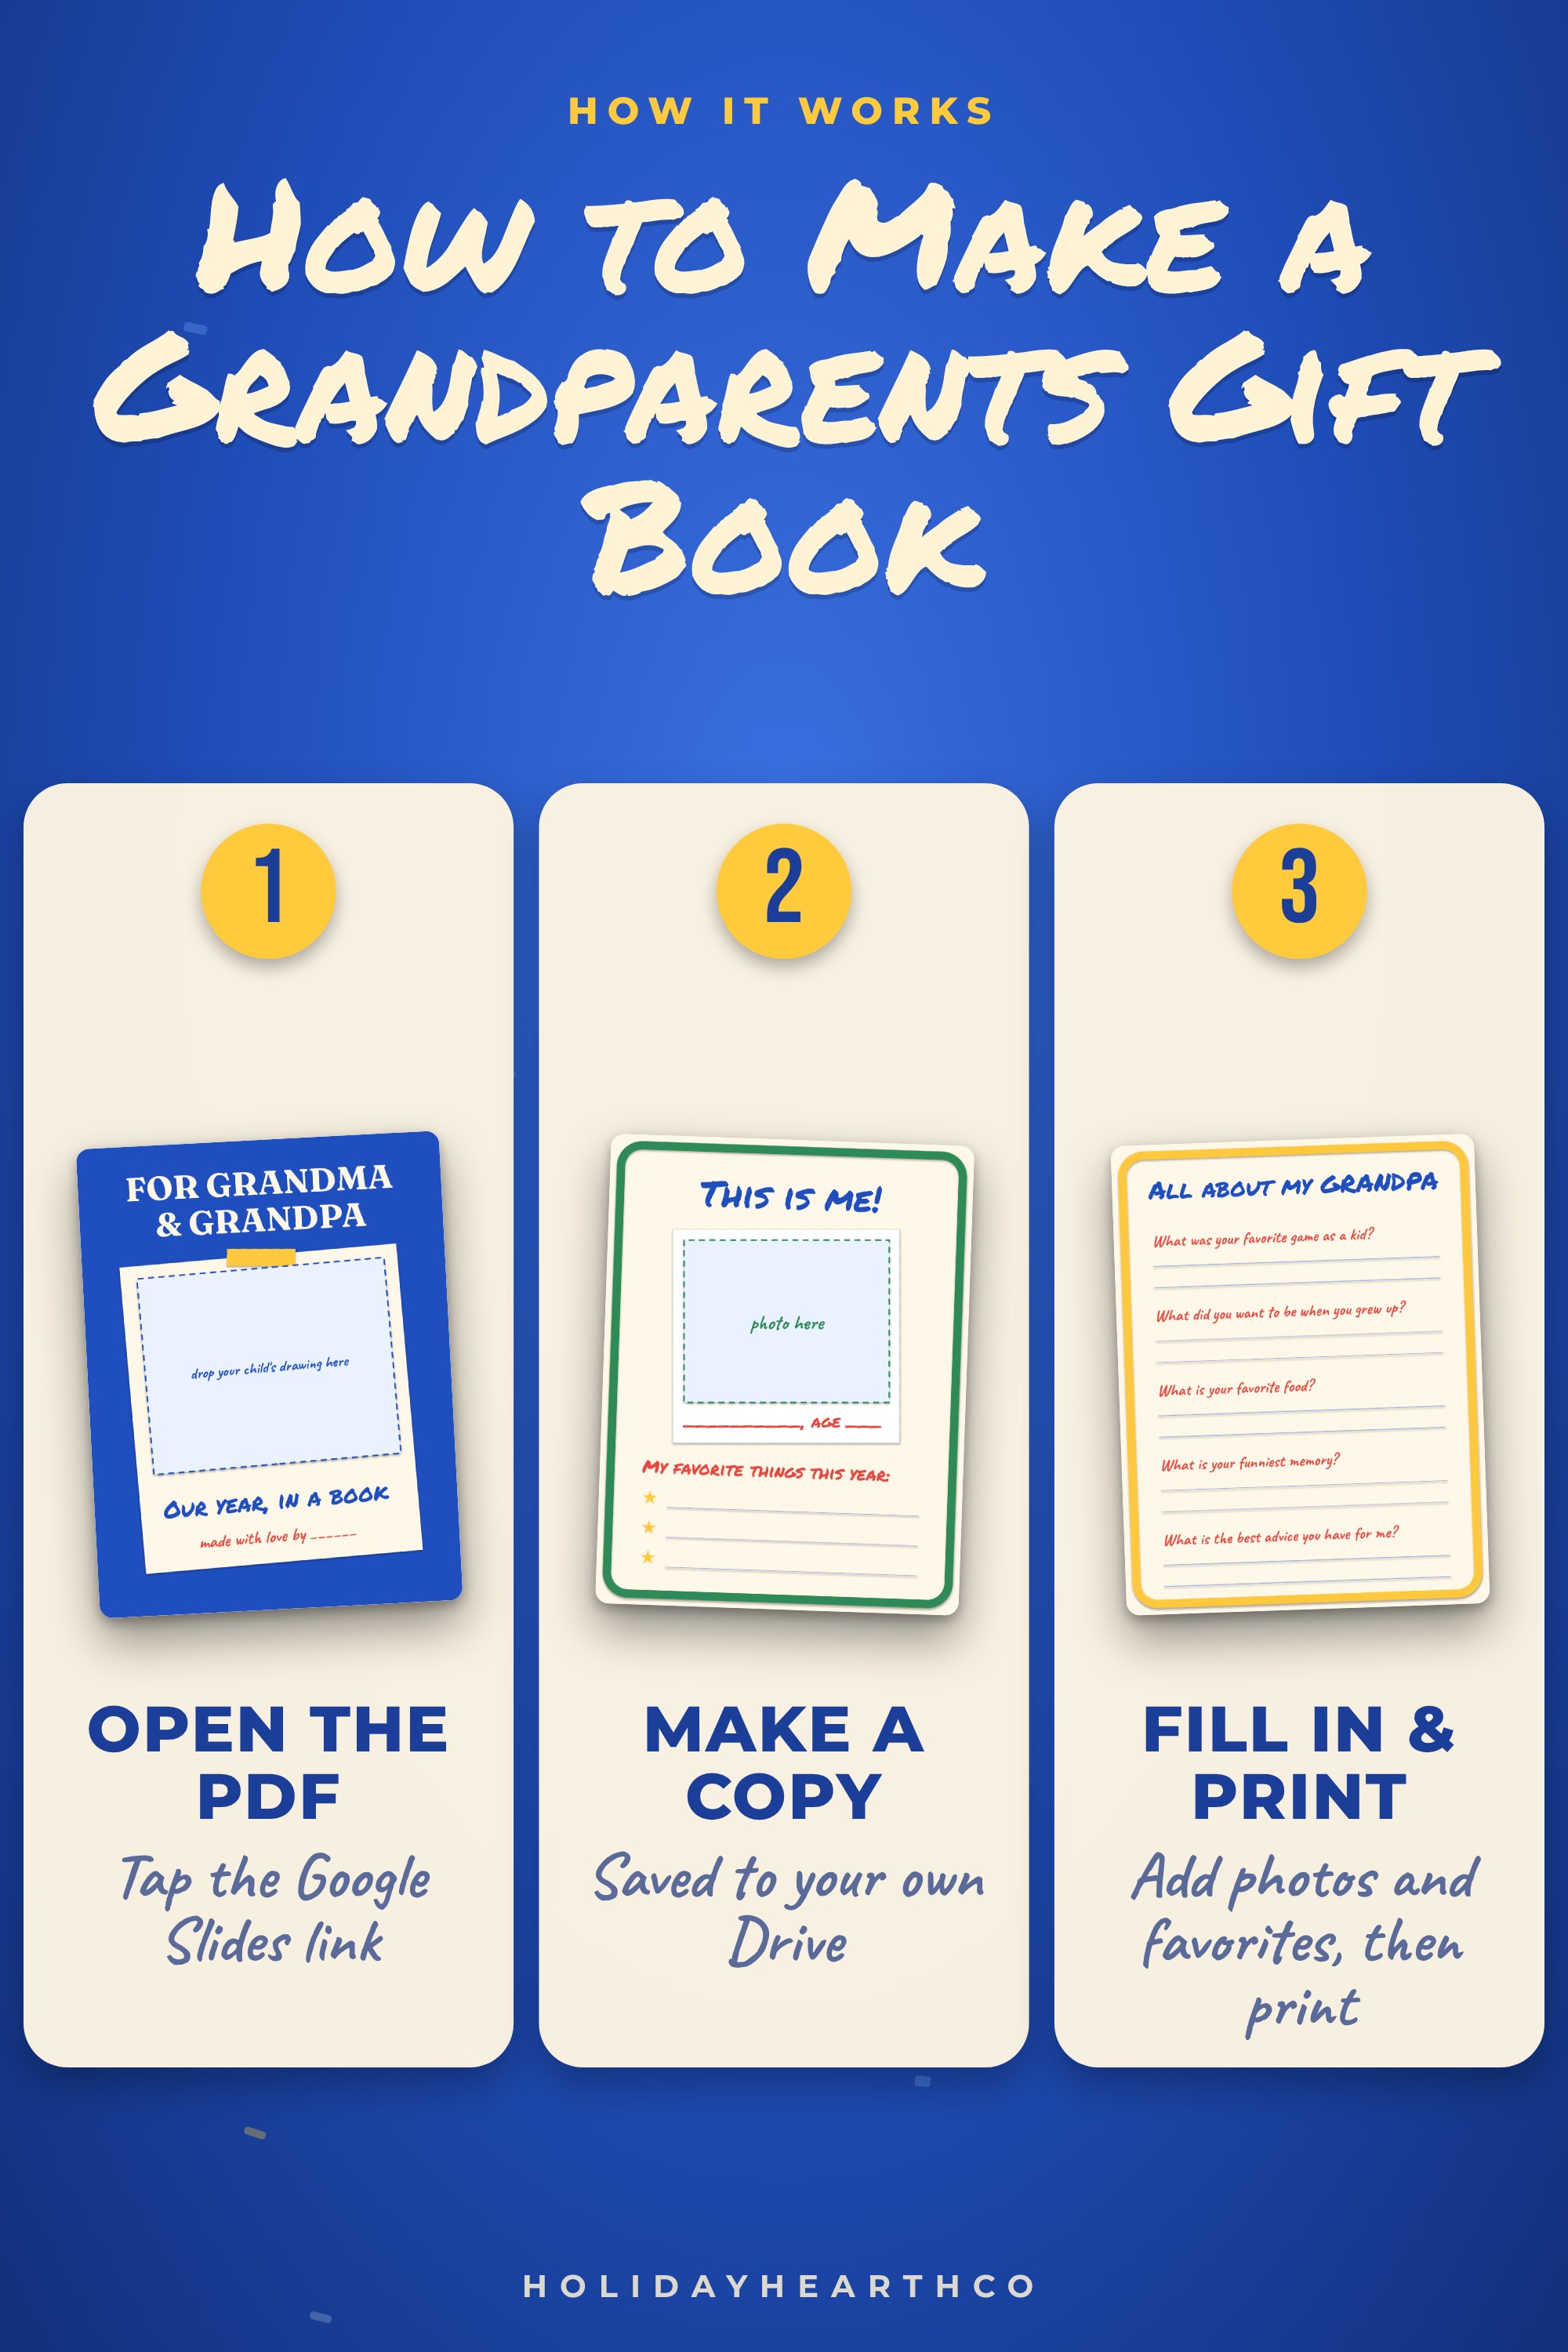 HOW IT WORKS
HOW TO MAKE A
GRANDPARENTS GIFT
BOOK
1
FOR GRANDMA
& GRANDPA
drop your child's drawing here
OUR YEAR, IN A BOOK
made with love by ______
OPEN THE
PDF
Tap the Google
Slides link
2
THIS IS ME!
photo here
__________, AGE ___
MY FAVORITE THINGS THIS YEAR:
MAKE A
COPY
Saved to your own
Drive
3
ALL ABOUT MY GRANDPA
What was your favorite game as a kid?
What did you want to be when you grew up?
What is your favorite food?
What is your funniest memory?
What is the best advice you have for me?
FILL IN &
PRINT
Add photos and
favorites, then
print
HOLIDAYHEARTHCO